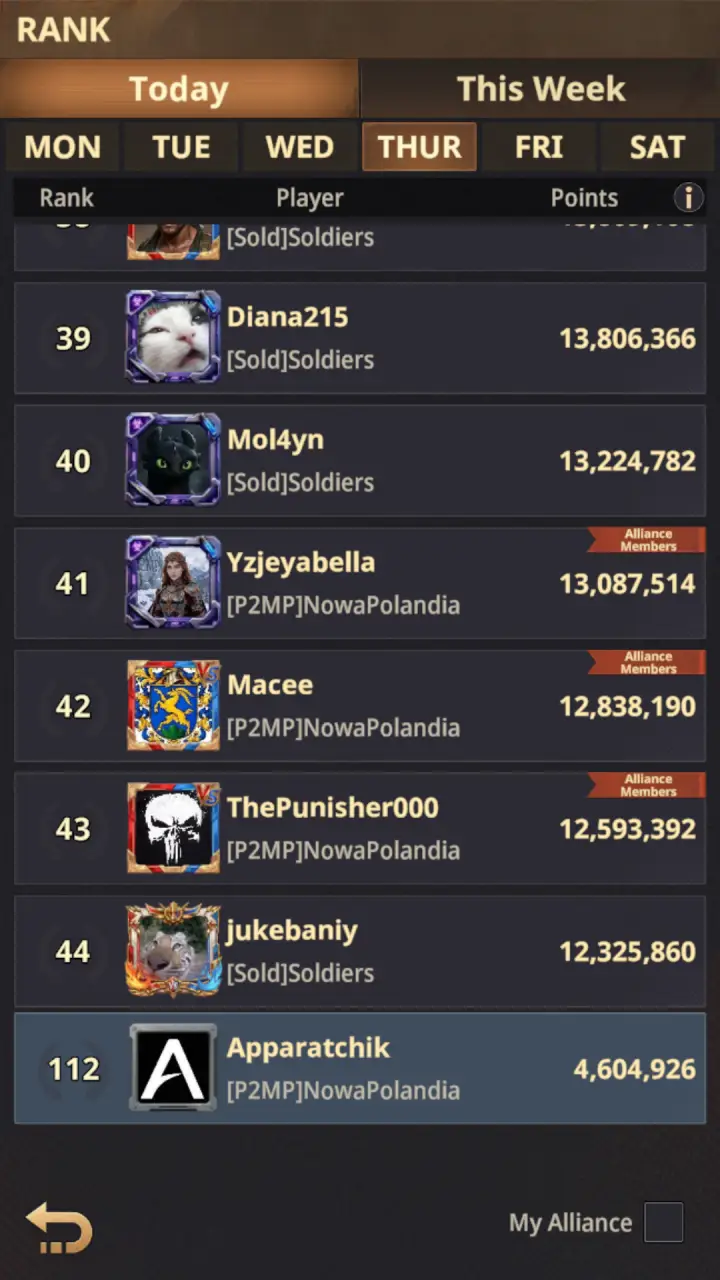 RANK
Today
This Week
MON
TUE
WED
THUR
FRI
SAT
Rank
Player
Points
i
[Sold]Soldiers
39
Diana215
[Sold]Soldiers
13,806,366
40
Mol4yn
[Sold]Soldiers
13,224,782
Alliance
Members
41
Yzjeyabella
[P2MP]NowaPolandia
13,087,514
Alliance
Members
42
Macee
[P2MP]NowaPolandia
12,838,190
Alliance
Members
43
ThePunisher000
[P2MP]NowaPolandia
12,593,392
44
jukebaniy
[Sold]Soldiers
12,325,860
112
Apparatchik
[P2MP]NowaPolandia
4,604,926
My Alliance